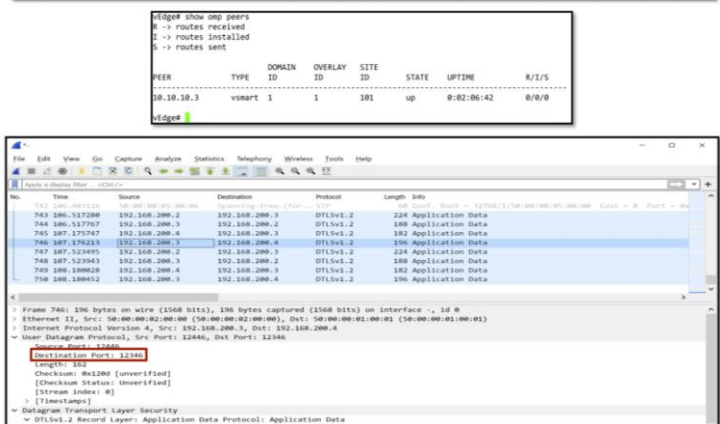 vEdge# show omp peers
R -> routes received
I -> routes installed
S -> routes sent
DOMAIN OVERLAY SITE
PEER TYPE ID ID ID STATE UPTIME R/I/S
10.10.10.3 vsmart 1 1 101 up 0:02:06:42 0/0/0
vEdge#
File Edit View Go Capture Analyze Statistics Telephony Wireless Tools Help
Apply a display filter ... <Ctrl-/>
No. Time Source Destination Protocol Length Info
743 106.517280 192.168.200.2 192.168.200.3 DTLSv1.2 224 Application Data
744 106.517767 192.168.200.3 192.168.200.2 DTLSv1.2 188 Application Data
745 107.175747 192.168.200.4 192.168.200.3 DTLSv1.2 182 Application Data
746 107.176213 192.168.200.3 192.168.200.4 DTLSv1.2 196 Application Data
747 107.523495 192.168.200.2 192.168.200.3 DTLSv1.2 224 Application Data
748 107.523943 192.168.200.3 192.168.200.2 DTLSv1.2 188 Application Data
749 108.180028 192.168.200.4 192.168.200.3 DTLSv1.2 182 Application Data
750 108.180452 192.168.200.3 192.168.200.4 DTLSv1.2 196 Application Data
Frame 746: 196 bytes on wire (1568 bits), 196 bytes captured (1568 bits) on interface -, id 0
Ethernet II, Src: 50:00:00:02:00:00 (50:00:00:02:00:00), Dst: 50:00:00:01:00:01 (50:00:00:01:00:01)
Internet Protocol Version 4, Src: 192.168.200.3, Dst: 192.168.200.4
User Datagram Protocol, Src Port: 12446, Dst Port: 12346
Source Port: 12446
Destination Port: 12346
Length: 162
Checksum: 0x120d [unverified]
[Checksum Status: Unverified]
[Stream index: 0]
[Timestamps]
Datagram Transport Layer Security
DTLSv1.2 Record Layer: Application Data Protocol: Application Data